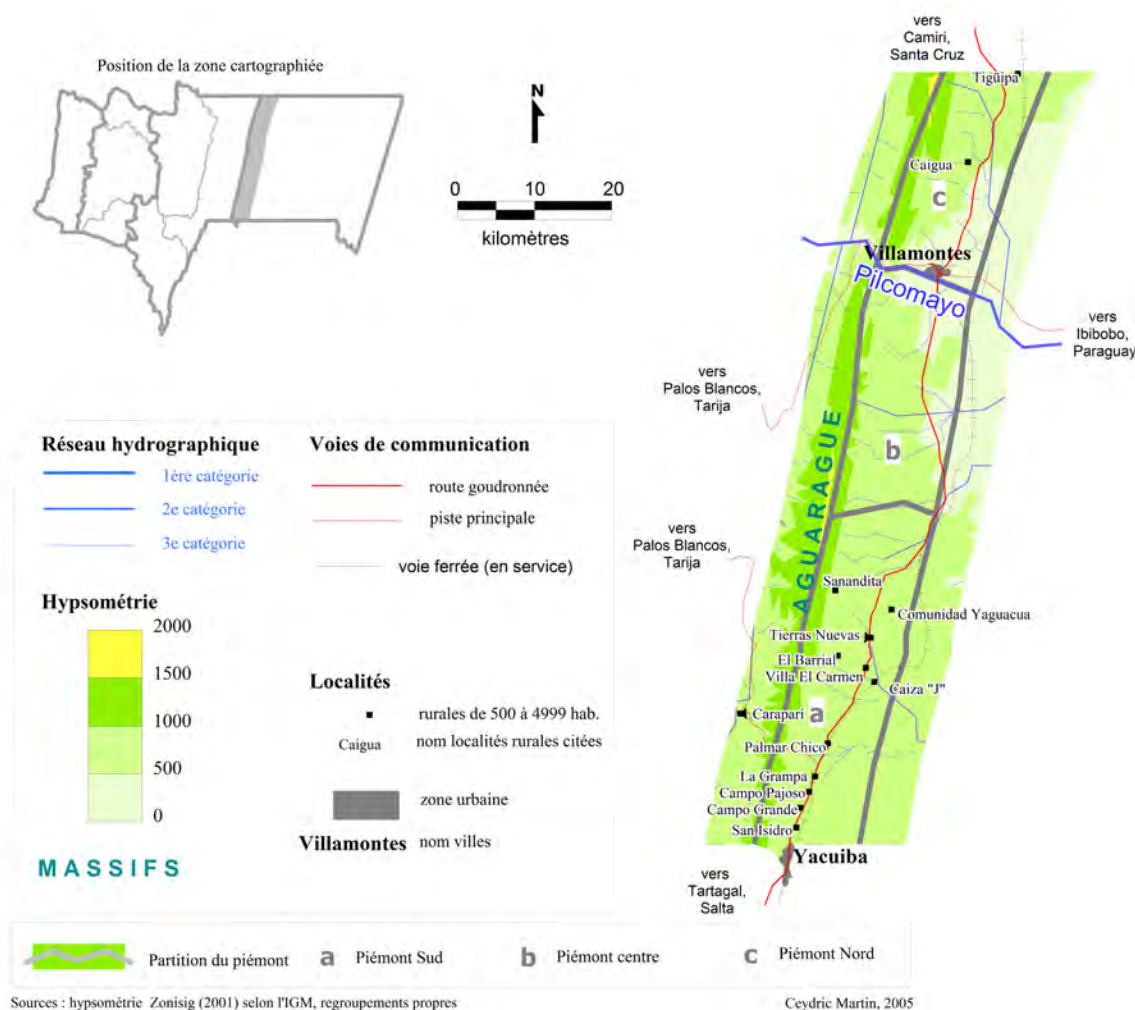 Position de la zone cartographiée
N
0 10 20
kilomètres
vers
Camiri,
Santa Cruz
Tigüipa
Caigua
c
Villamontes
Pilcomayo
vers
Ibibobo,
Paraguay
vers
Palos Blancos,
Tarija
b
AGUARAGUE
vers
Palos Blancos,
Tarija
Sanandita
Comunidad Yaguacua
Tierras Nuevas
El Barrial
Villa El Carmen
Caiza "J"
Caraparí
a
Palmar Chico
La Grampa
Campo Pajoso
Campo Grande
San Isidro
Yacuiba
vers
Tartagal,
Salta
Réseau hydrographique
1ère catégorie
2e catégorie
3e catégorie
Hypsométrie
2000
1500
1000
500
0
MASSIFS
Voies de communication
route goudronnée
piste principale
voie ferrée (en service)
Localités
rurales de 500 à 4999 hab.
Caigua nom localités rurales citées
zone urbaine
Villamontes nom villes
Partition du piémont a Piémont Sud b Piémont centre c Piémont Nord
Sources : hypsométrie Zonisig (2001) selon l'IGM, regroupements propres
Ceydric Martin, 2005